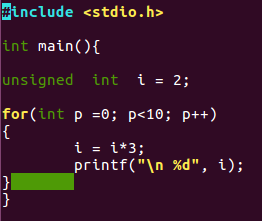 #include <stdio.h>
int main(){
unsigned  int  i = 2;
for(int p =0; p<10; p++)
{
        i = i*3;
        printf("\n %d", i);
}
}